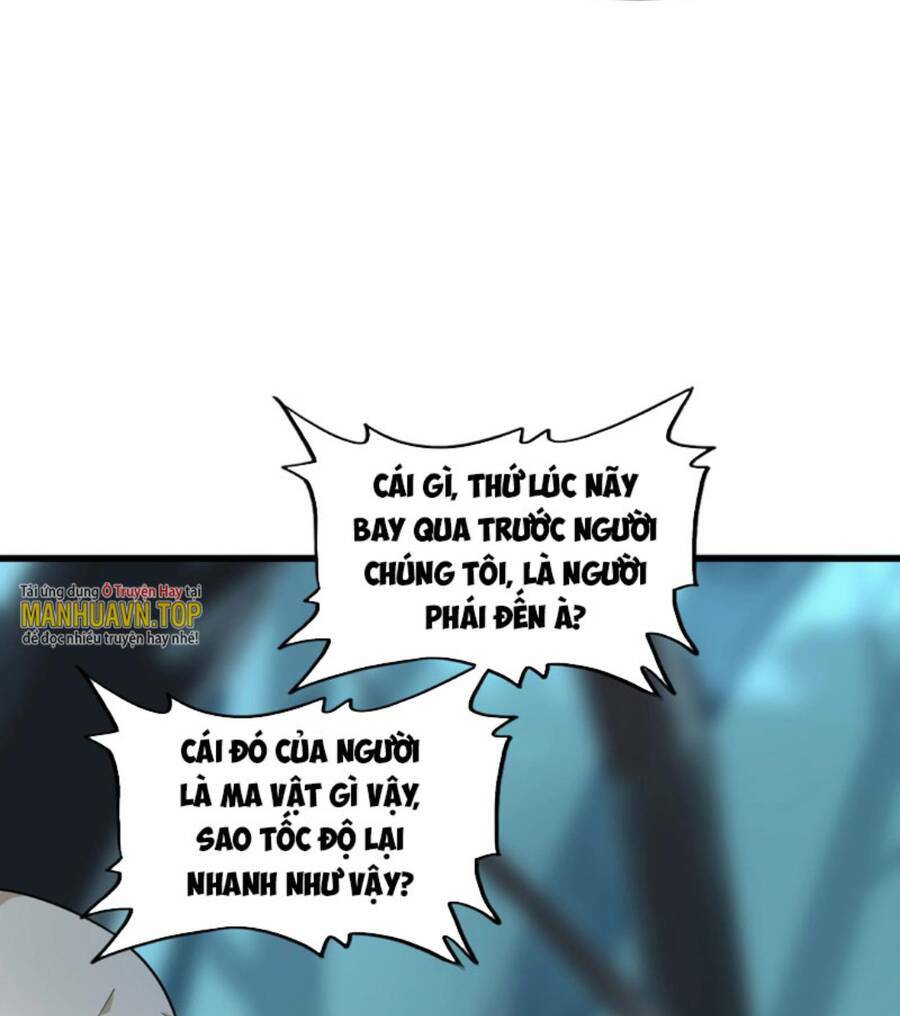 CÁI GÌ, THỨ LÚC NÃY
BAY QUA TRƯỚC NGƯỜI
CHÚNG TÔI, LÀ NGƯỜI
PHÁI ĐẾN À?
Tải ứng dụng ÔTruyện Hay tại
MANHUAVN.TOP
để đọc nhiều truyện hay nhé!
CÁI ĐÓ CỦA NGƯỜI
LÀ MA VẬT GÌ VẬY,
SAO TỐC ĐỘ LẠI
NHANH NHƯ VẬY?